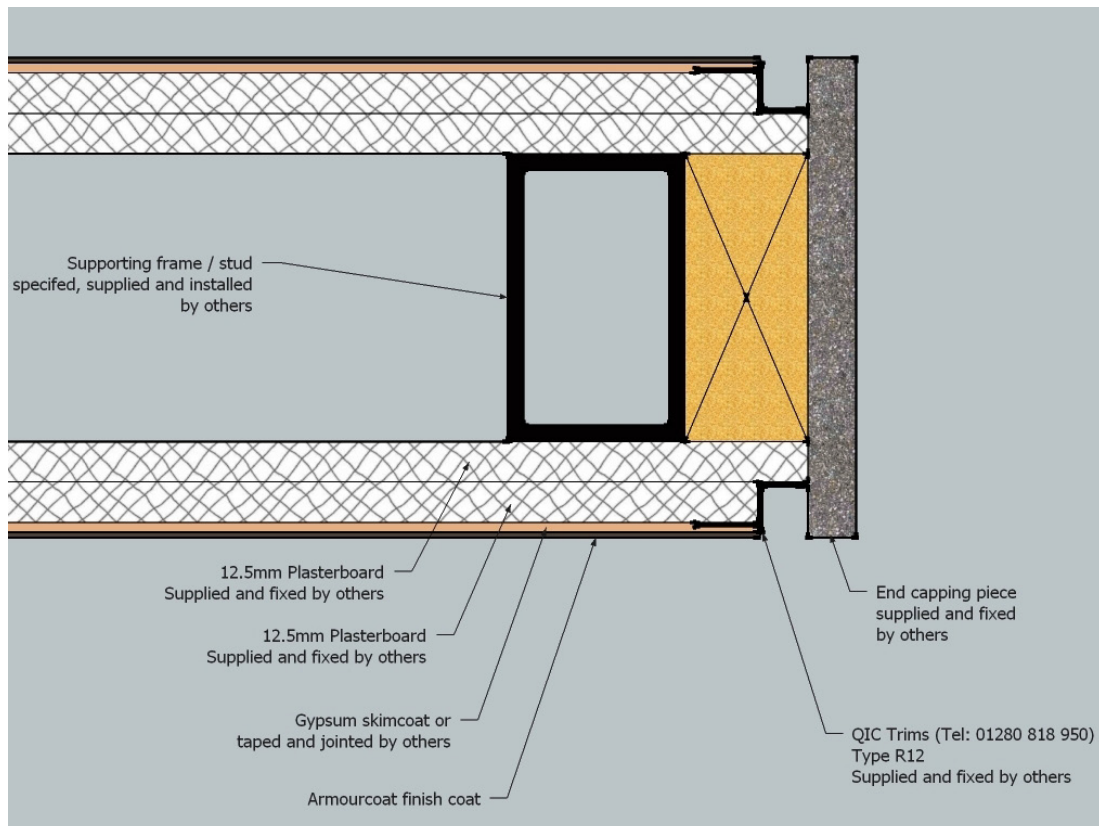 Supporting frame / stud
specifed, supplied and installed
by others
12.5mm Plasterboard
Supplied and fixed by others
12.5mm Plasterboard
Supplied and fixed by others
Gypsum skimcoat or
taped and jointed by others
Armourcoat finish coat
End capping piece
supplied and fixed
by others
QIC Trims (Tel: 01280 818 950)
Type R12
Supplied and fixed by others